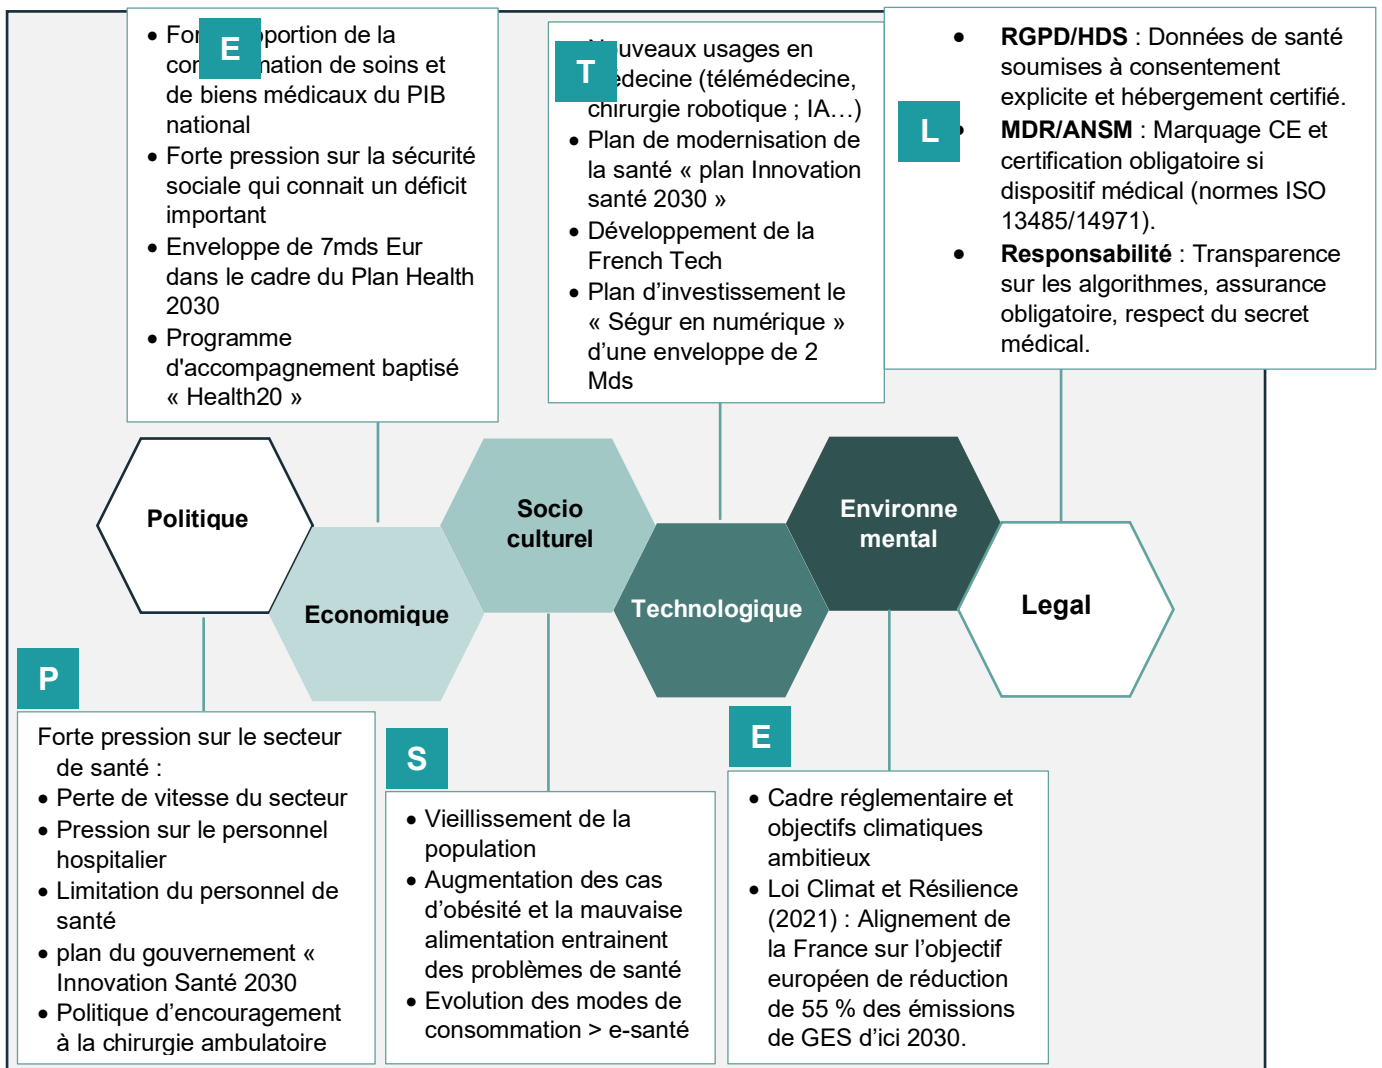 E
• For portion de la
con mation de soins et
de biens médicaux du PIB
national
• Forte pression sur la sécurité
sociale qui connait un déficit
important
• Enveloppe de 7mds Eur
dans le cadre du Plan Health
2030
• Programme
d'accompagnement baptisé
« Health20 »
T
Nouveaux usages en
médecine (télémédecine,
chirurgie robotique ; IA…)
• Plan de modernisation de
la santé « plan Innovation
santé 2030 »
• Développement de la
French Tech
• Plan d’investissement le
« Ségur en numérique »
d’une enveloppe de 2
Mds
L
• RGPD/HDS : Données de santé
soumises à consentement
explicite et hébergement certifié.
• MDR/ANSM : Marquage CE et
certification obligatoire si
dispositif médical (normes ISO
13485/14971).
• Responsabilité : Transparence
sur les algorithmes, assurance
obligatoire, respect du secret
médical.
Politique
Economique
Socio
culturel
Technologique
Environne
mental
Legal
P
Forte pression sur le secteur
de santé :
• Perte de vitesse du secteur
• Pression sur le personnel
hospitalier
• Limitation du personnel de
santé
• plan du gouvernement «
Innovation Santé 2030
• Politique d’encouragement
à la chirurgie ambulatoire
S
• Vieillissement de la
population
• Augmentation des cas
d’obésité et la mauvaise
alimentation entrainent
des problèmes de santé
• Evolution des modes de
consommation > e-santé
E
• Cadre réglementaire et
objectifs climatiques
ambitieux
• Loi Climat et Résilience
(2021) : Alignement de
la France sur l’objectif
européen de réduction
de 55 % des émissions
de GES d’ici 2030.